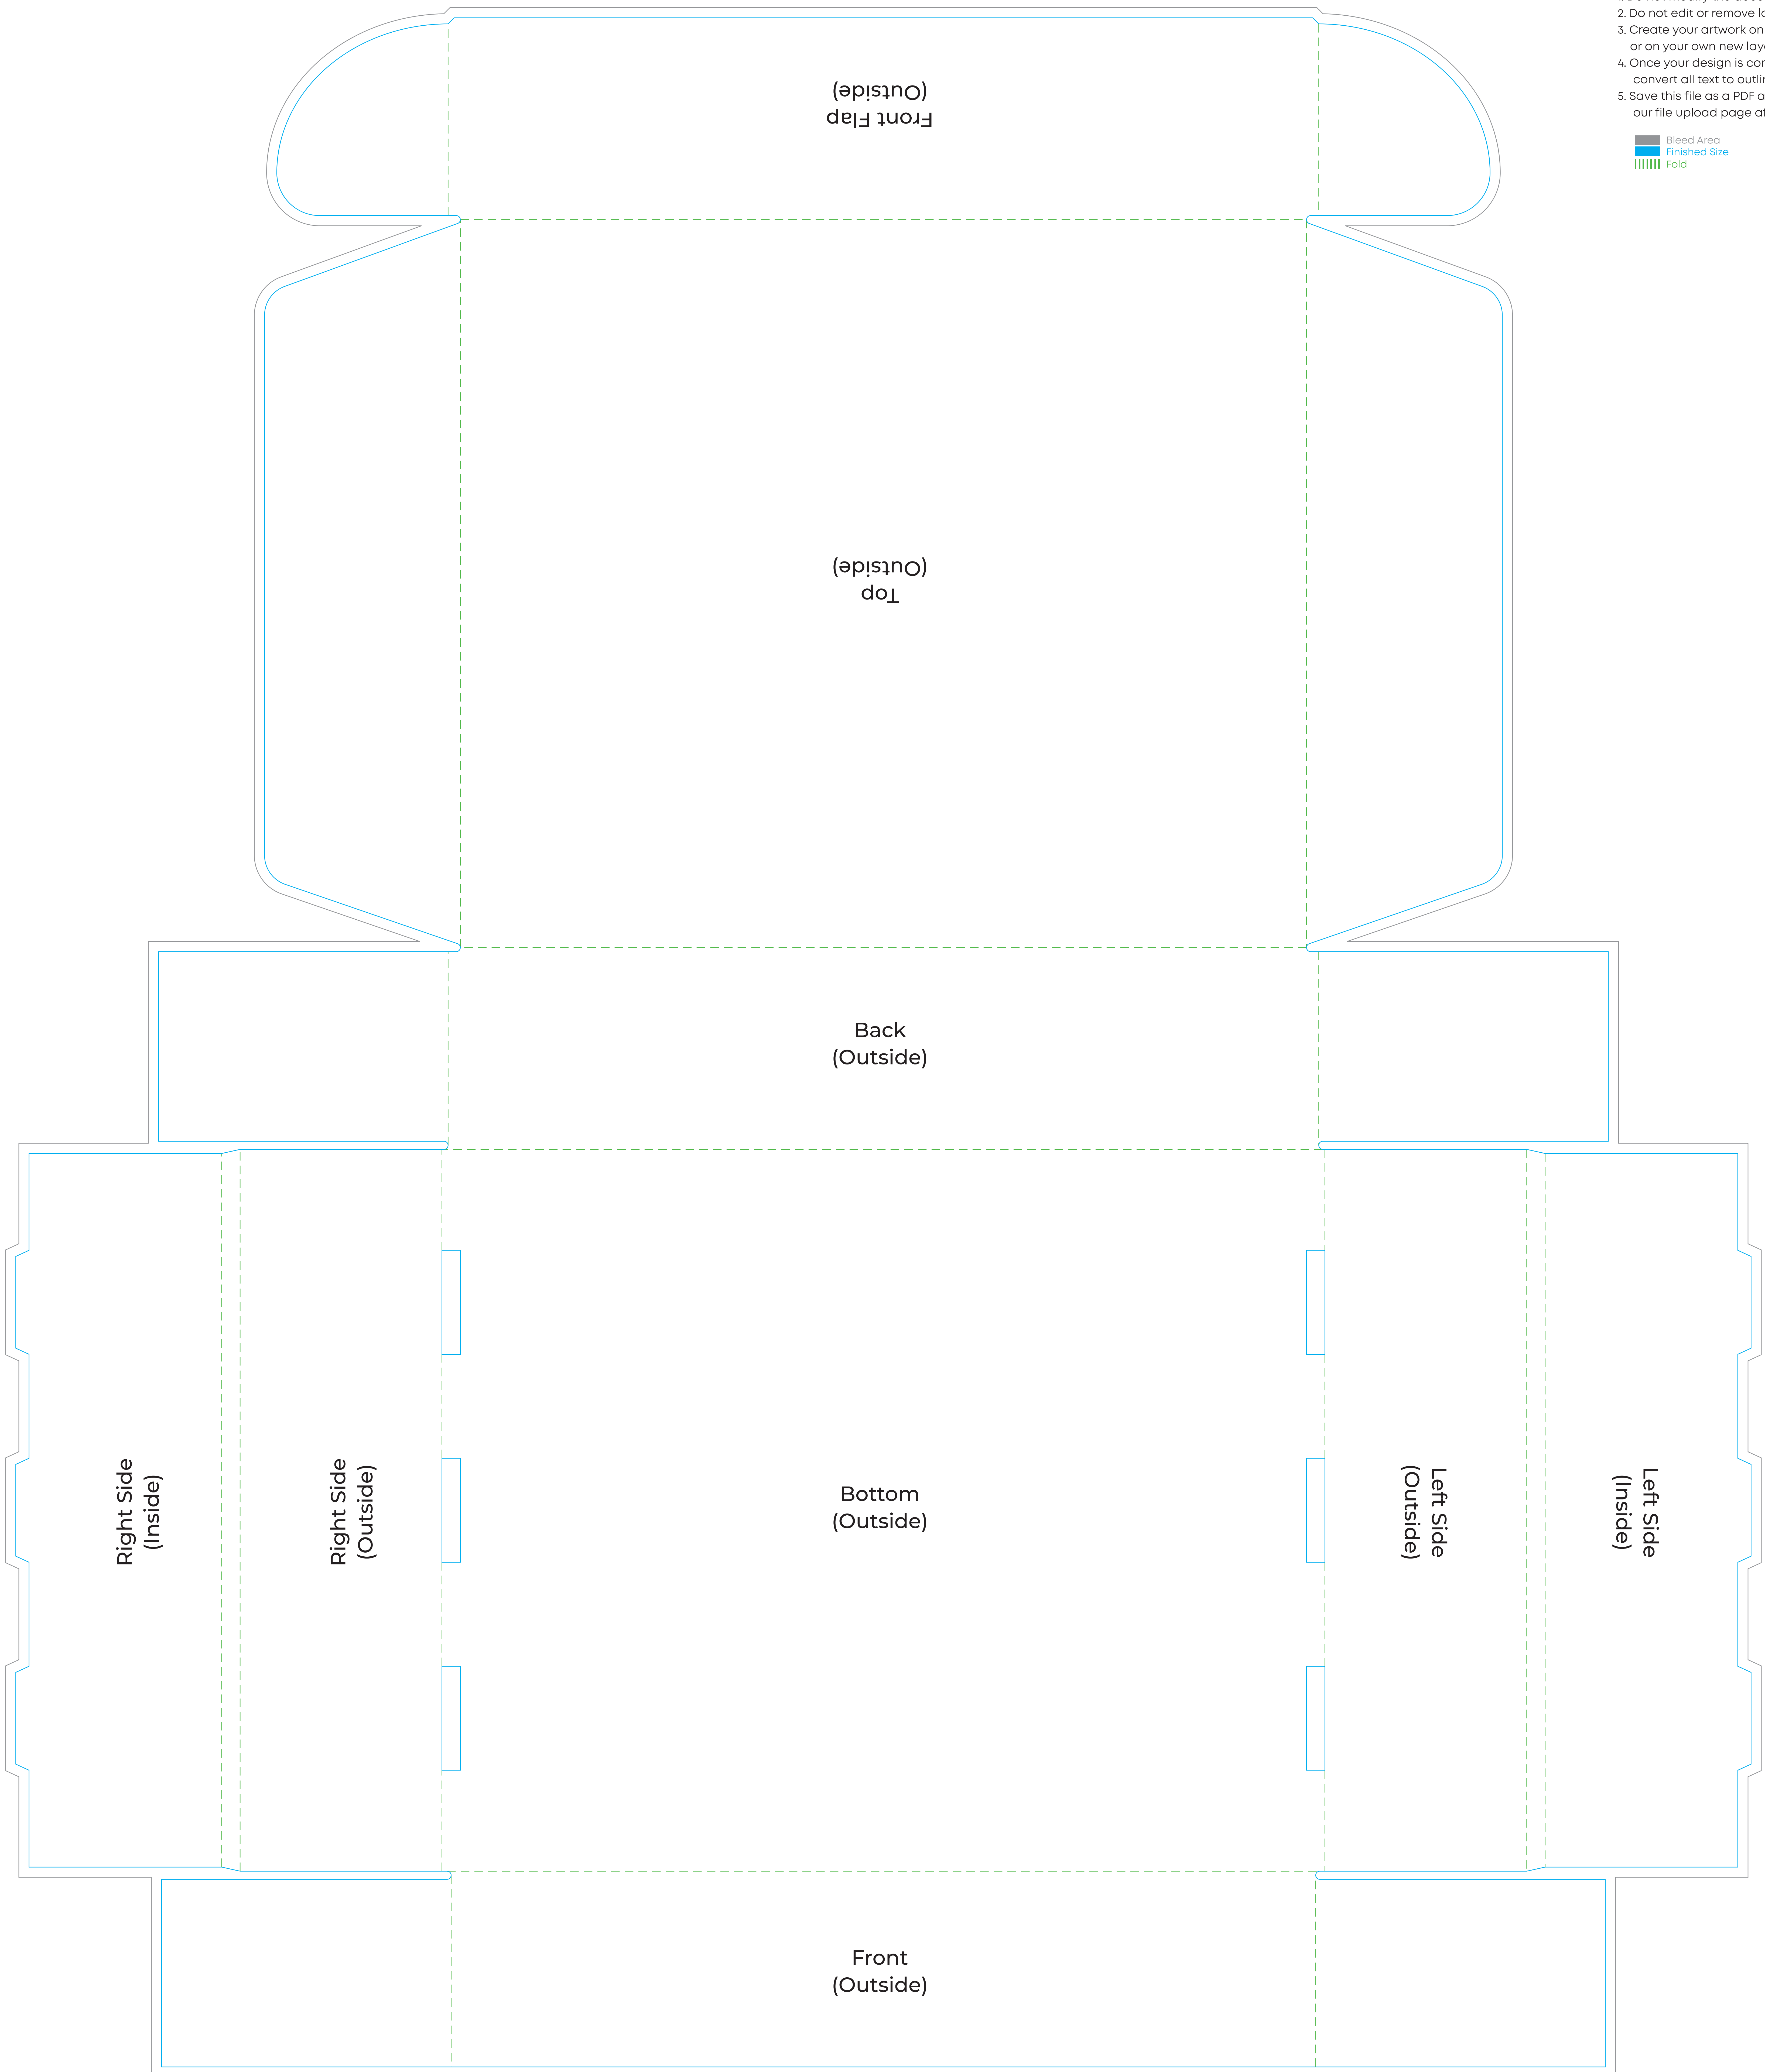 2. Do not edit or remove
3. Create your artwork on
or on your own new
4. Once your design is
convert all text to
5. Save this file as a PDF
our file upload page
Bleed Area
Finished Size
Fold
Front Flap
(Outside)
Top
(Outside)
Back
(Outside)
Right Side
(Inside)
Right Side
(Outside)
Bottom
(Outside)
Left Side
(Outside)
Left Side
(Inside)
Front
(Outside)